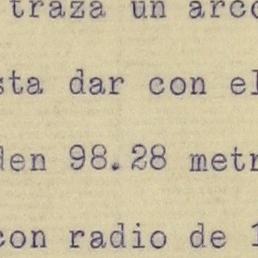 traza un arco
sta dar con el
den 98.28 metr
con radio de 1